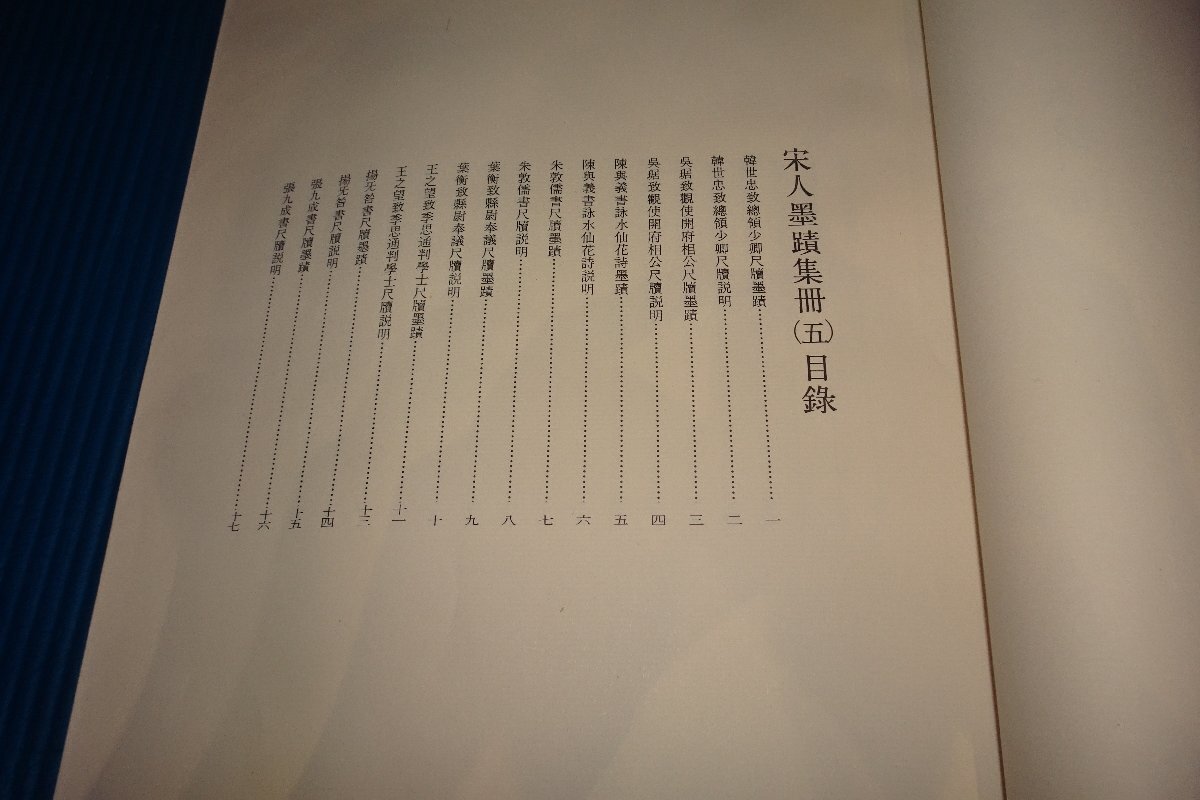 宋人墨蹟集冊(五)目錄
韓世忠致總領少卿尺牘墨蹟……一
韓世忠致總領少卿尺牘說明……二
吳琚致觀使開府相公尺牘墨蹟……三
吳琚致觀使開府相公尺牘說明……四
陳與義書詠水仙花詩墨蹟……五
陳與義書詠水仙花詩說明……六
朱敦儒書尺牘墨蹟……七
朱敦儒書尺牘說明……八
葉衡致縣尉奉議尺牘墨蹟……九
葉衡致縣尉奉議尺牘說明……十
王之望致季思通判學士尺牘墨蹟……十一
王之望致季思通判學士尺牘說明……十三
揚无咎書尺牘墨蹟……十四
揚无咎書尺牘說明……十五
張九成書尺牘墨蹟……十六
張九成書尺牘說明……十七